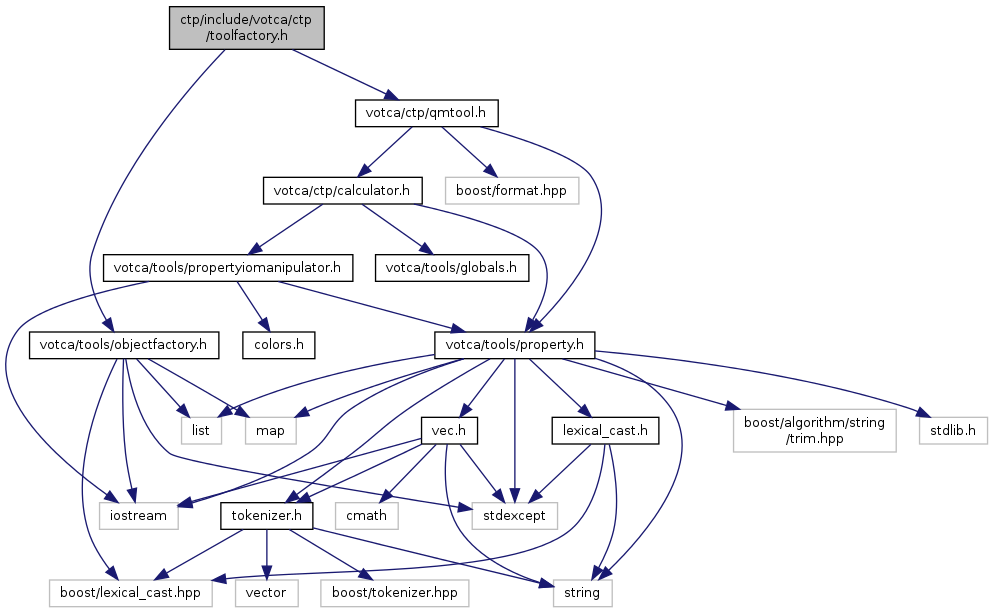 ctp/include/votca/ctp
/toolfactory.h
votca/ctp/qmtool.h
votca/ctp/calculator.h
boost/format.hpp
votca/tools/propertyiomanipulator.h
votca/tools/globals.h
votca/tools/objectfactory.h
colors.h
votca/tools/property.h
list
map
vec.h
lexical_cast.h
boost/algorithm/string
/trim.hpp
stdlib.h
iostream
tokenizer.h
cmath
stdexcept
boost/lexical_cast.hpp
vector
boost/tokenizer.hpp
string